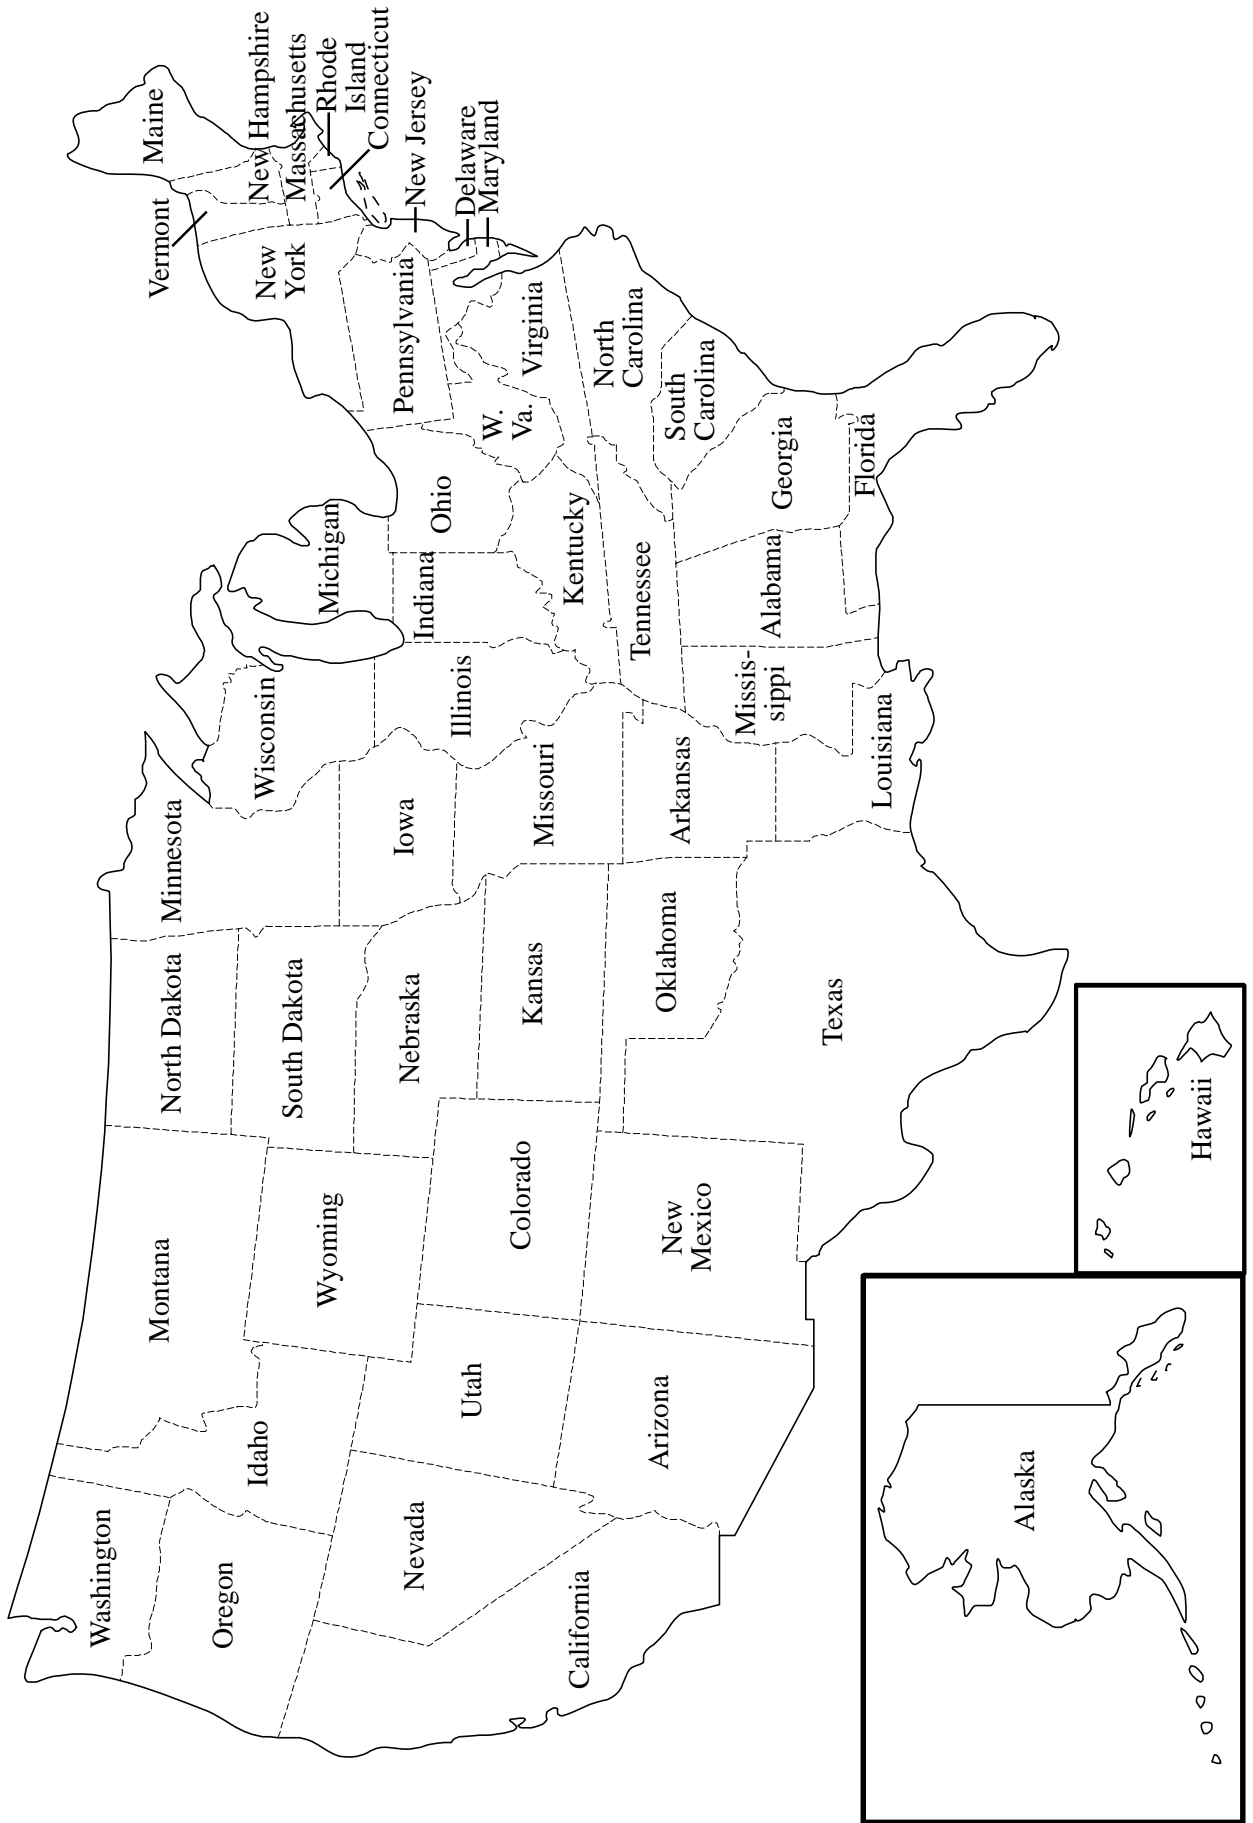 Washington
Oregon
California
Nevada
Idaho
Montana
Wyoming
Utah
Arizona
Colorado
New
Mexico
North Dakota
South Dakota
Nebraska
Kansas
Oklahoma
Texas
Minnesota
Iowa
Missouri
Arkansas
Louisiana
Wisconsin
Illinois
Michigan
Indiana
Ohio
Kentucky
Tennessee
Missis-
sippi
Alabama
Georgia
Florida
South
Carolina
North
Carolina
Virginia
W.
Va.
Pennsylvania
New
York
Vermont
Maine
New Hampshire
Massachusetts
Rhode
Island
Connecticut
New Jersey
Delaware
Maryland
Alaska
Hawaii